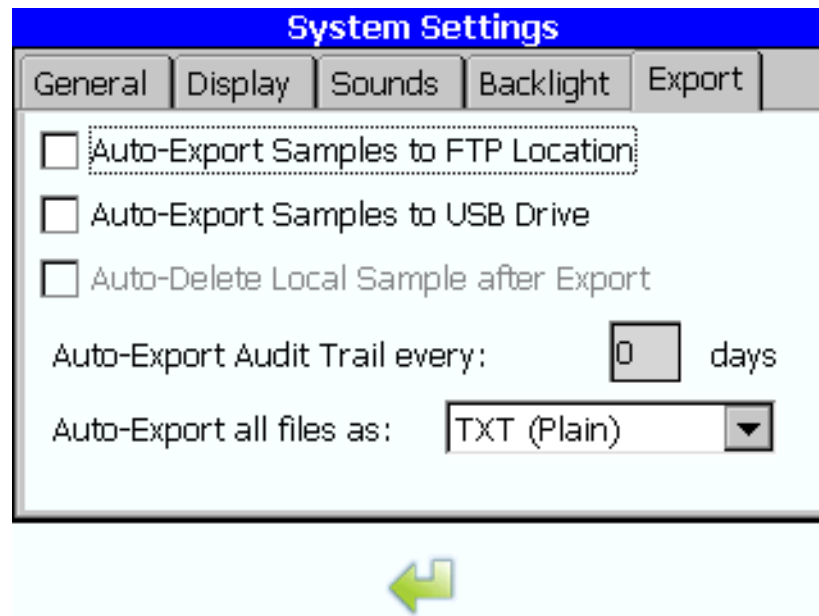 System Settings
General Display Sounds Backlight Export
Auto-Export Samples to FTP Location
Auto-Export Samples to USB Drive
Auto-Delete Local Sample after Export
Auto-Export Audit Trail every: 0 days
Auto-Export all files as: TXT (Plain)